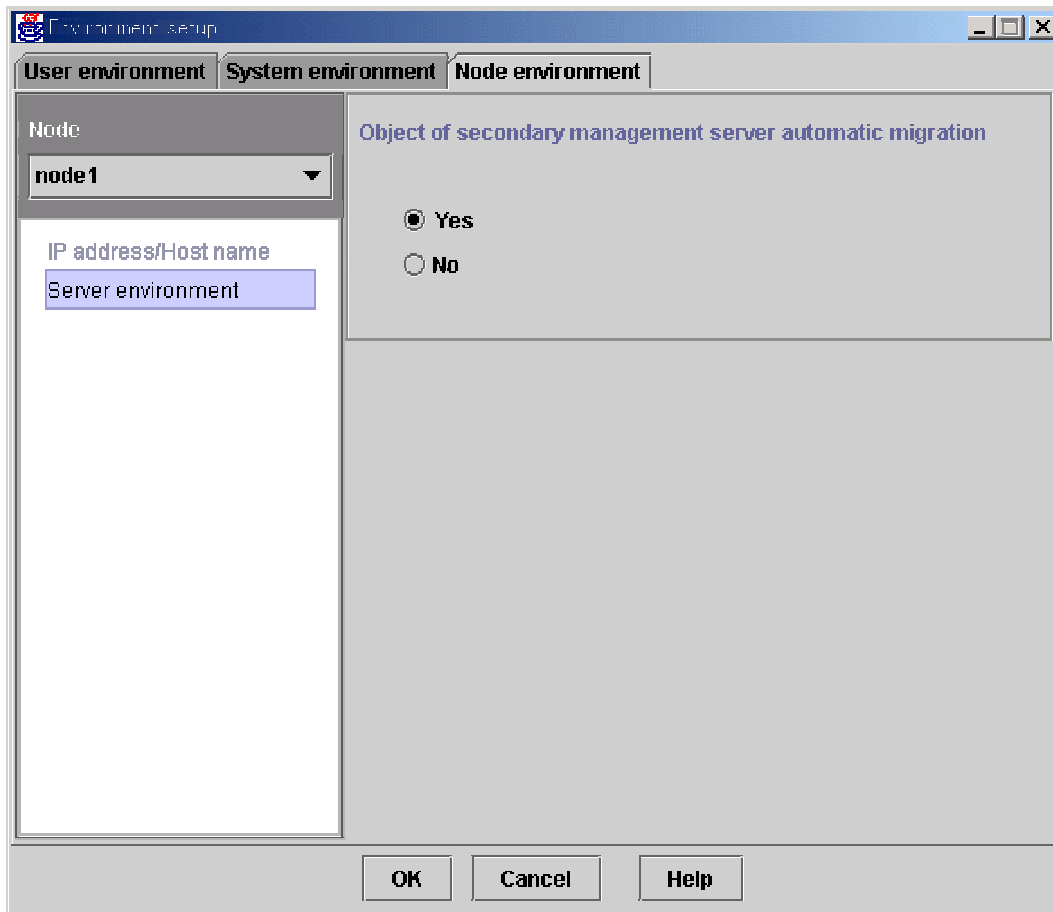 Environment setup
User environment System environment Node environment
Node
node1
IP address/Host name
Server environment
Object of secondary management server automatic migration
Yes
No
OK Cancel Help